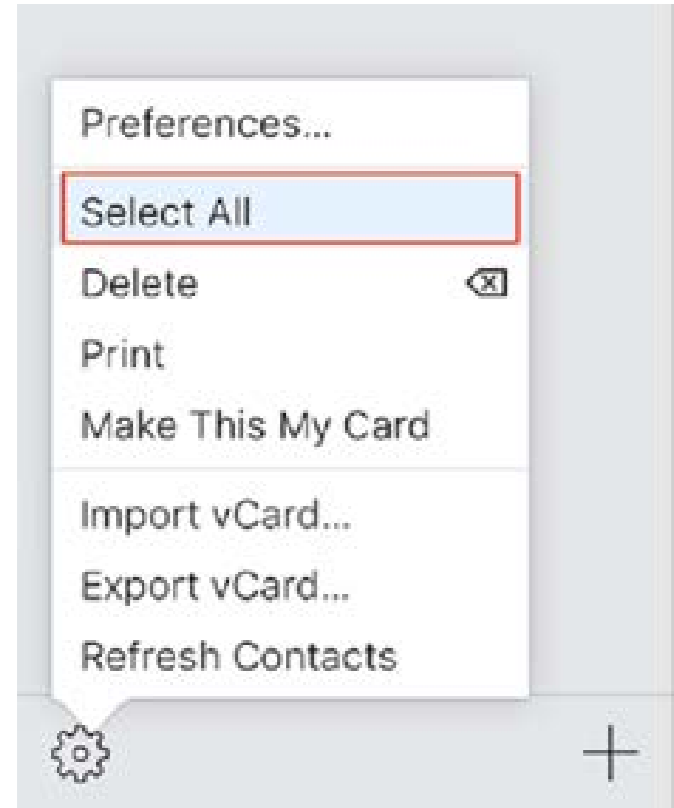 Preferences...
Select All
Delete
Print
Make This My Card
Import vCard...
Export vCard...
Refresh Contacts